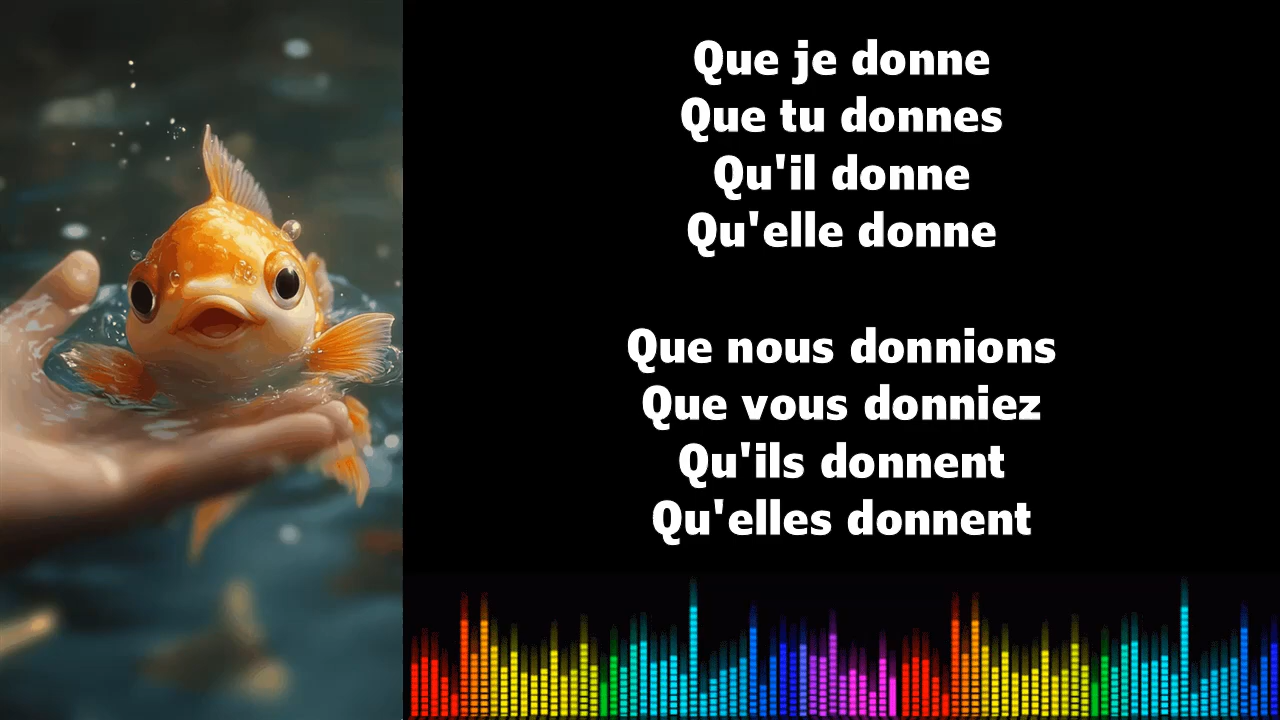 Que je donne
Que tu donnes
Qu'il donne
Qu'elle donne
Que nous donnions
Que vous donniez
Qu'ils donnent
Qu'elles donnent